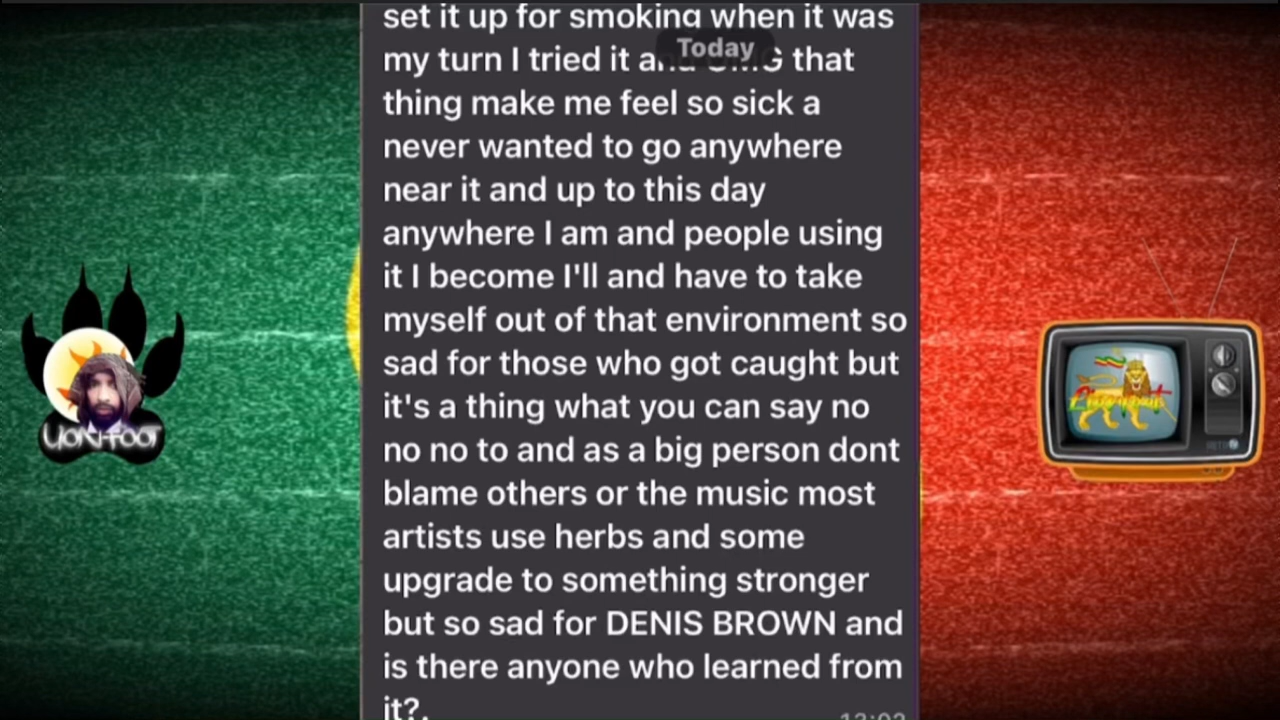 set it up for smoking when it was
Today
my turn I tried it and OMG that
thing make me feel so sick a
never wanted to go anywhere
near it and up to this day
anywhere I am and people using
it I become I'll and have to take
myself out of that environment so
sad for those who got caught but
it's a thing what you can say no
no no to and as a big person dont
blame others or the music most
artists use herbs and some
upgrade to something stronger
but so sad for DENIS BROWN and
is there anyone who learned from
it?.
13:02
LION-FOOT